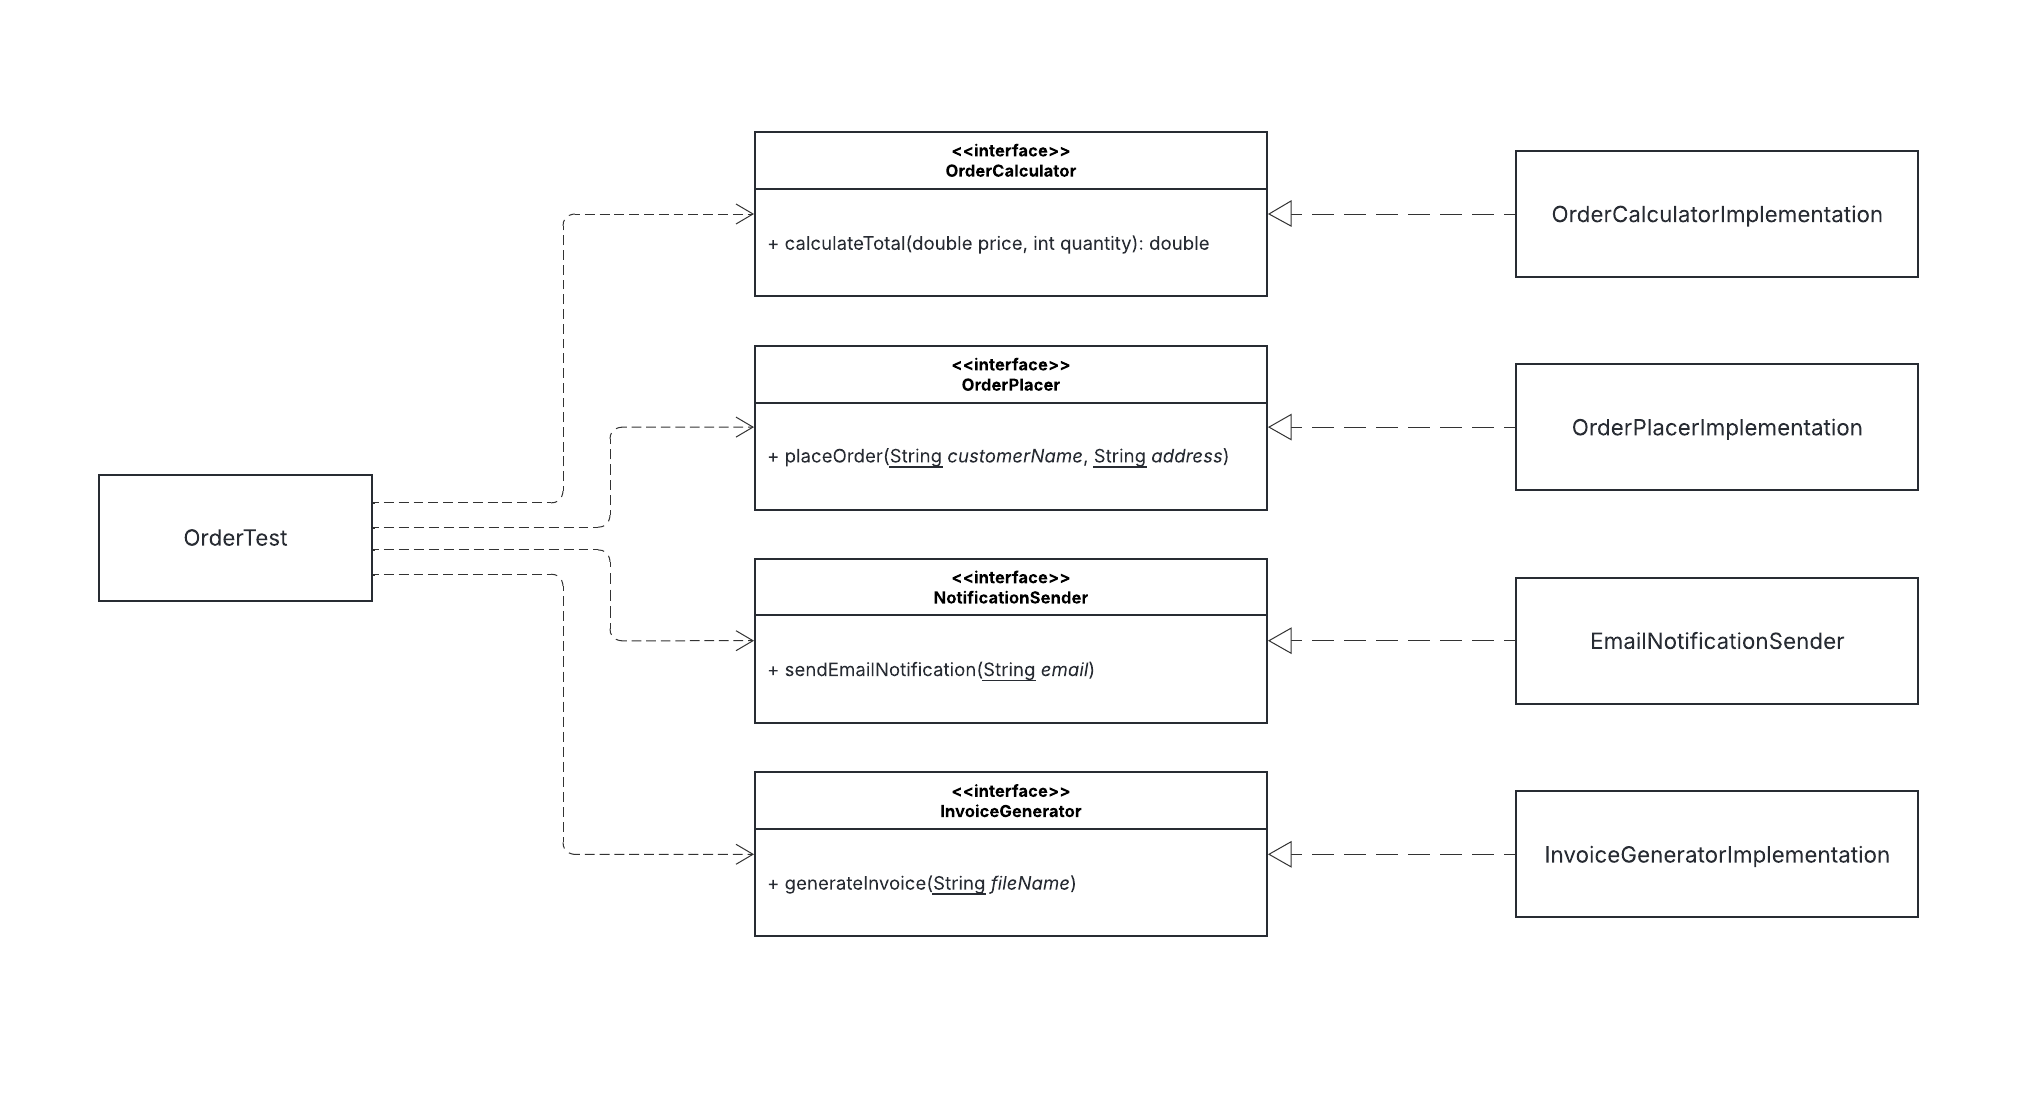 OrderTest
<<interface>>
OrderCalculator
+ calculateTotal(double price, int quantity): double
<<interface>>
OrderPlacer
+ placeOrder(String customerName, String address)
<<interface>>
NotificationSender
+ sendEmailNotification(String email)
<<interface>>
InvoiceGenerator
+ generateInvoice(String fileName)
OrderCalculatorImplementation
OrderPlacerImplementation
EmailNotificationSender
InvoiceGeneratorImplementation